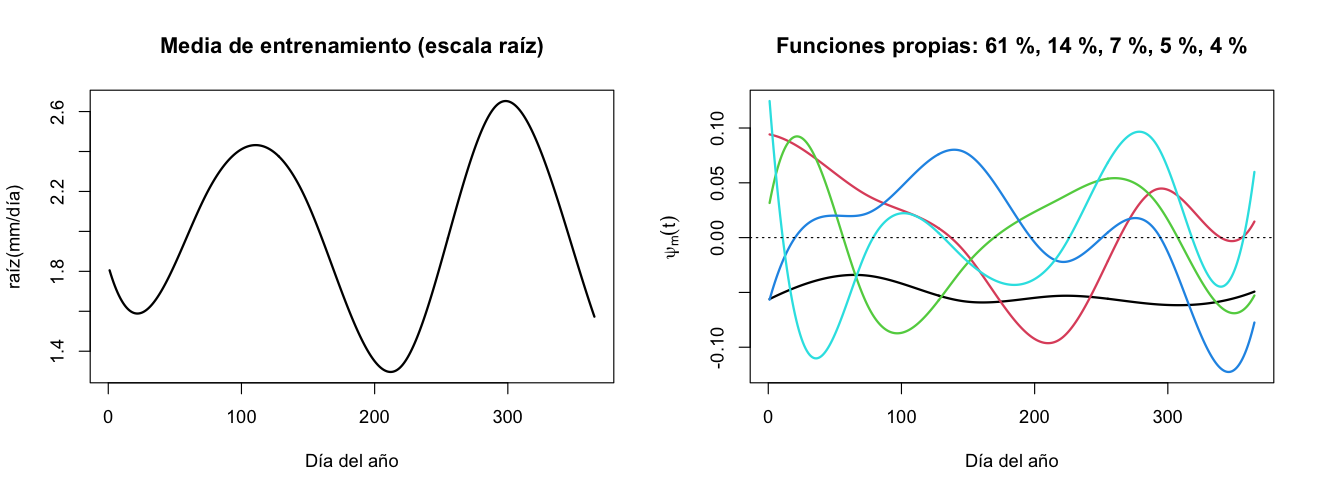 Media de entrenamiento (escala raíz)
raíz(mm/día)
2.6
2.2
1.8
1.4
0
100
200
300
Día del año
Funciones propias: 61 %, 14 %, 7 %, 5 %, 4 %
ψm(t)
0.10
0.05
0.00
-0.10
0
100
200
300
Día del año